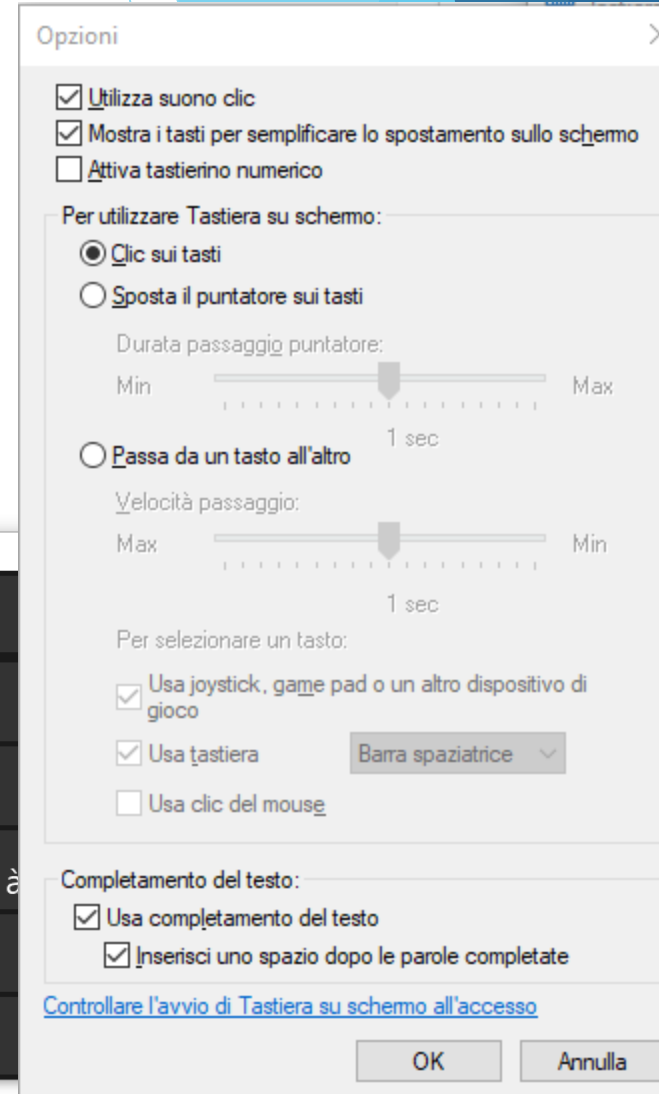 Opzioni
Utilizza suono clic
Mostra i tasti per semplificare lo spostamento sullo schermo
Attiva tastierino numerico
Per utilizzare Tastiera su schermo:
Clic sui tasti
Sposta il puntatore sui tasti
Durata passaggio puntatore:
Min Max
1 sec
Passa da un tasto all'altro
Velocità passaggio:
Max Min
1 sec
Per selezionare un tasto:
Usa joystick, game pad o un altro dispositivo di
gioco
Usa tastiera Barra spaziatrice
Usa clic del mouse
à
Completamento del testo:
Usa completamento del testo
Inserisci uno spazio dopo le parole completate
Controllare l'avvio di Tastiera su schermo all'accesso
OK Annulla